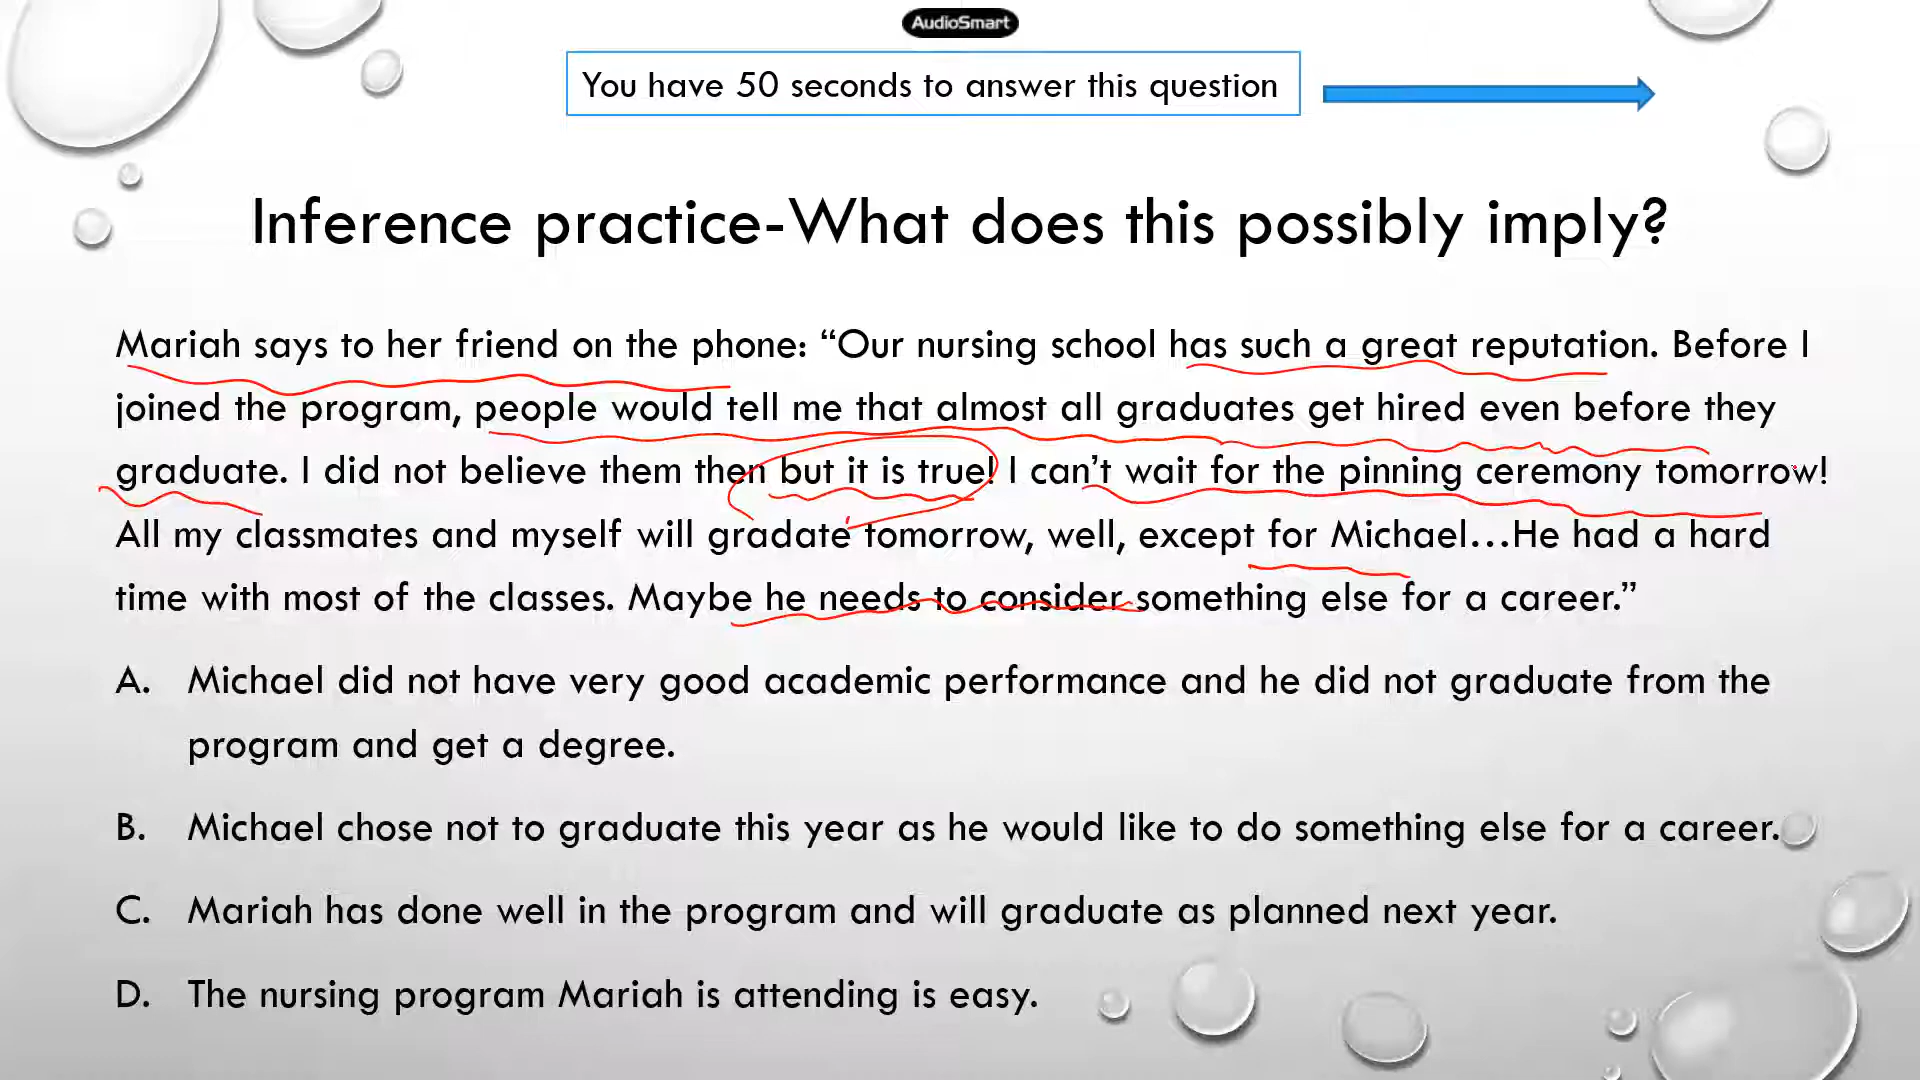 AudioSmart
You have 50 seconds to answer this question
Inference practice-What does this possibly imply?
Mariah says to her friend on the phone: “Our nursing school has such a great reputation. Before I
joined the program, people would tell me that almost all graduates get hired even before they
graduate. I did not believe them then but it is true! I can’t wait for the pinning ceremony tomorrow!
All my classmates and myself will gradate tomorrow, well, except for Michael…He had a hard
time with most of the classes. Maybe he needs to consider something else for a career.”
A. Michael did not have very good academic performance and he did not graduate from the
program and get a degree.
B. Michael chose not to graduate this year as he would like to do something else for a career.
C. Mariah has done well in the program and will graduate as planned next year.
D. The nursing program Mariah is attending is easy.